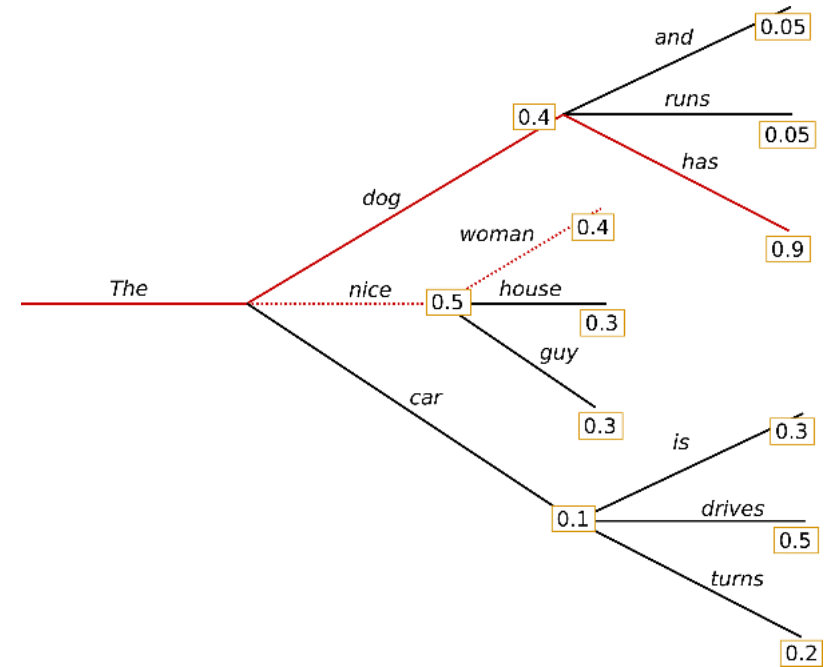 and
0.05
runs
0.4
0.05
has
dog
woman
0.4
0.9
The
nice
0.5
house
0.3
guy
car
0.3
is
0.3
drives
0.1
0.5
turns
0.2